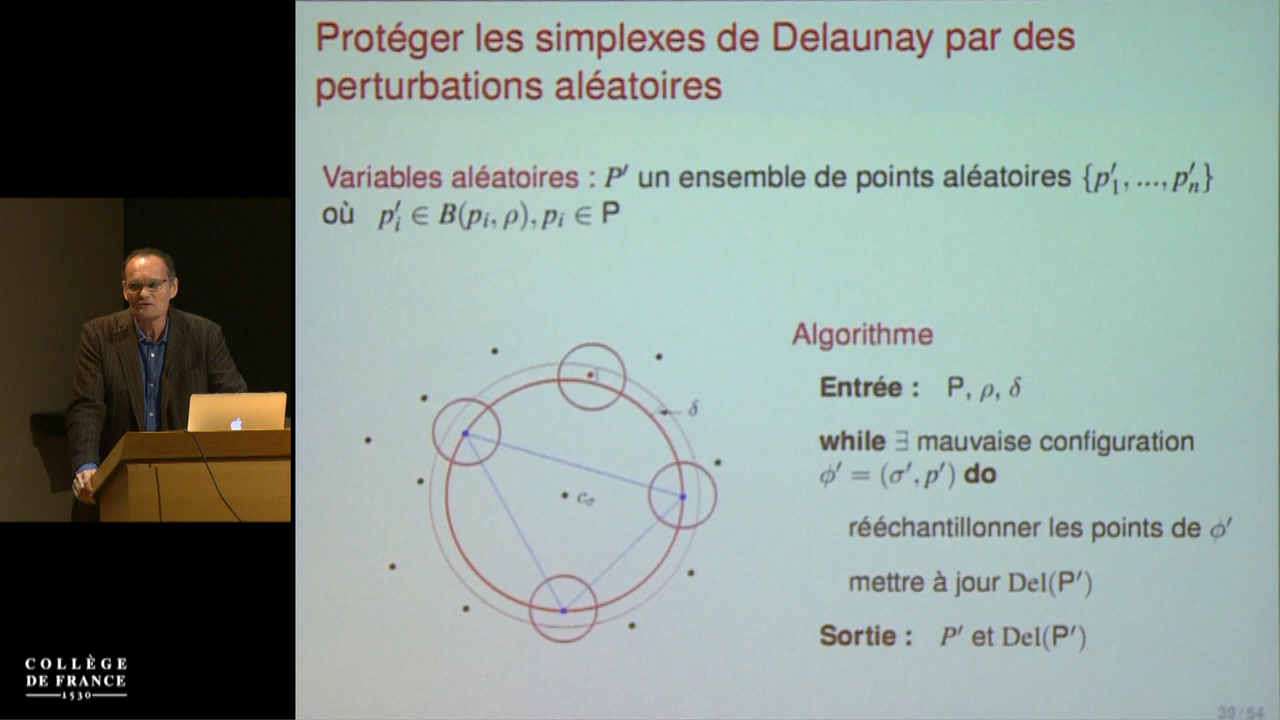 Protéger les simplexes de Delaunay par des
perturbations aléatoires
Variables aléatoires : P′ un ensemble de points aléatoires {p′₁, ..., p′ₙ}
où p′ᵢ ∈ B(pᵢ, ρ), pᵢ ∈ P
δ
c_σ
Algorithme
Entrée : P, ρ, δ
while ∃ mauvaise configuration
ϕ′ = (σ′, p′) do
rééchantillonner les points de ϕ′
mettre à jour Del(P′)
Sortie : P′ et Del(P′)
COLLÈGE
DE FRANCE
1530
39 / 54